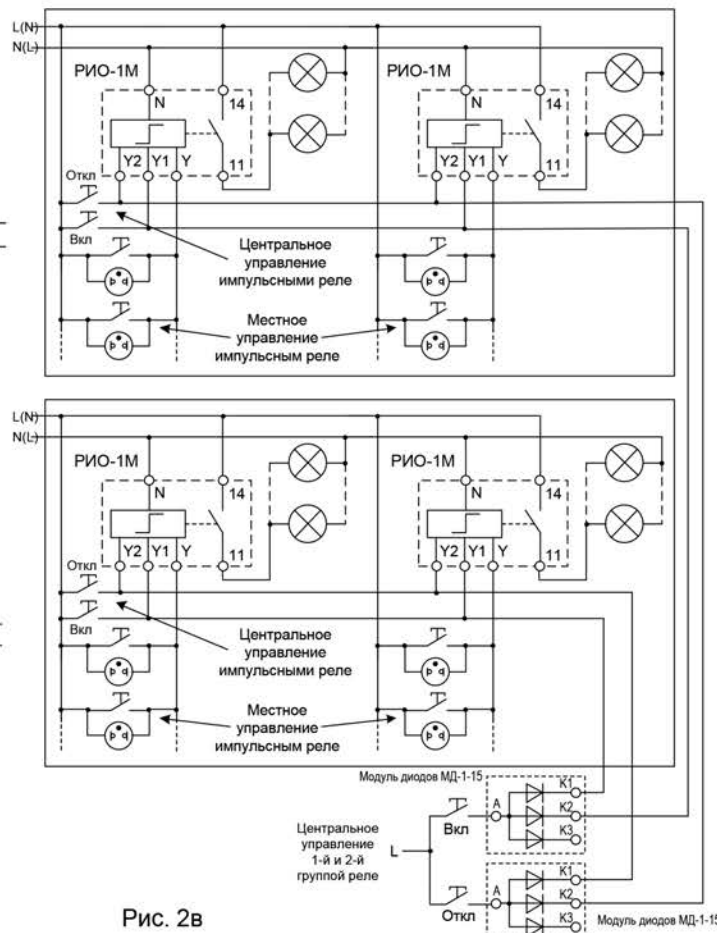 L(N)
N(L)
РИО-1М
РИО-1М
N
14
N
14
Y2
Y1
Y
11
Y2
Y1
Y
11
Откл
Вкл
Центральное
управление
импульсными реле
Местное
управление
импульсным реле
L(N)
N(L)
РИО-1М
РИО-1М
N
14
N
14
Y2
Y1
Y
11
Y2
Y1
Y
11
Откл
Вкл
Центральное
управление
импульсными реле
Местное
управление
импульсным реле
Модуль диодов МД-1-15
K1
A
K2
Вкл
K3
Центральное
управление
1-й и 2-й
группой реле
L
K1
A
K2
Откл
K3
Модуль диодов МД-1-15
Рис. 2в